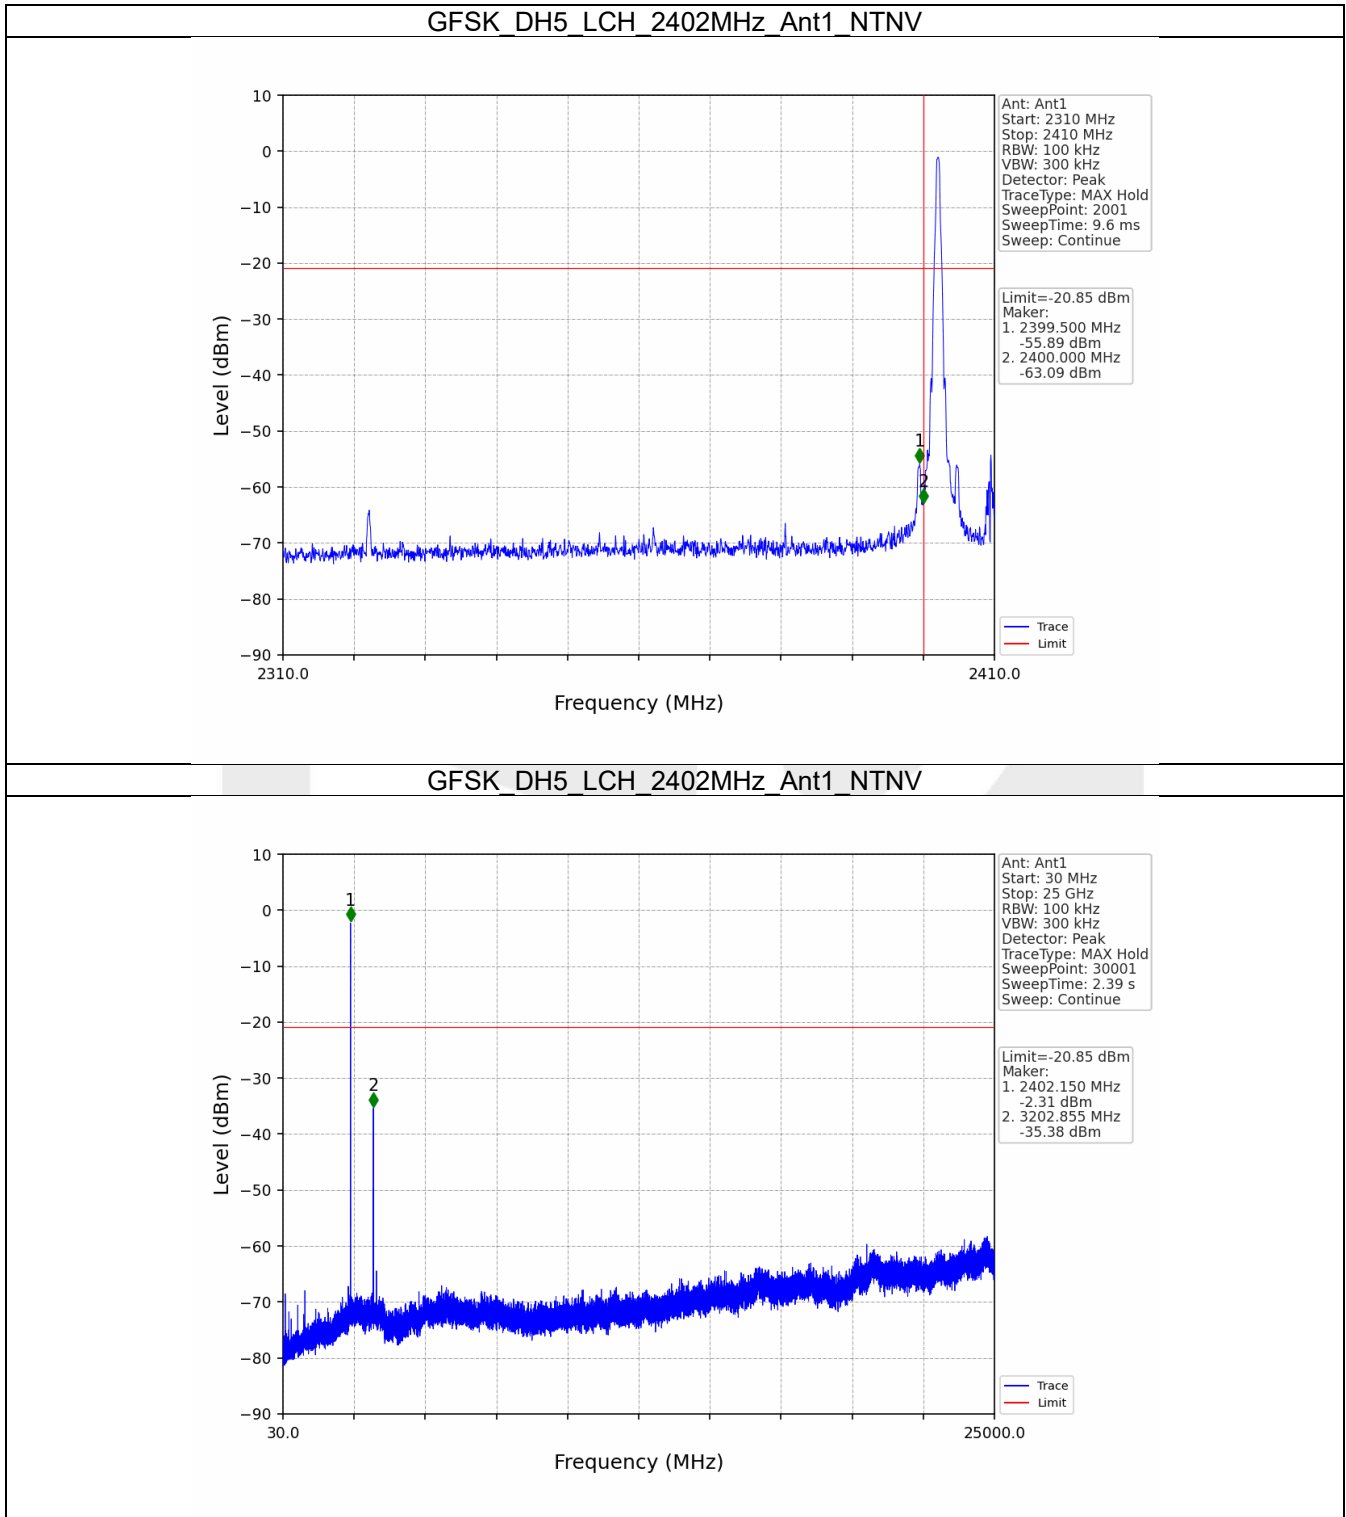 GFSK_DH5_LCH_2402MHz_Ant1_NTNV
10
0
−10
−20
−30
−40
−50
−60
−70
−80
−90
Level (dBm)
1
2
2310.0
2410.0
Frequency (MHz)
Ant: Ant1
Start: 2310 MHz
Stop: 2410 MHz
RBW: 100 kHz
VBW: 300 kHz
Detector: Peak
TraceType: MAX Hold
SweepPoint: 2001
SweepTime: 9.6 ms
Sweep: Continue
Limit=-20.85 dBm
Maker:
1. 2399.500 MHz
-55.89 dBm
2. 2400.000 MHz
-63.09 dBm
Trace
Limit
GFSK_DH5_LCH_2402MHz_Ant1_NTNV
10
0
−10
−20
−30
−40
−50
−60
−70
−80
−90
Level (dBm)
1
2
30.0
25000.0
Frequency (MHz)
Ant: Ant1
Start: 30 MHz
Stop: 25 GHz
RBW: 100 kHz
VBW: 300 kHz
Detector: Peak
TraceType: MAX Hold
SweepPoint: 30001
SweepTime: 2.39 s
Sweep: Continue
Limit=-20.85 dBm
Maker:
1. 2402.150 MHz
-2.31 dBm
2. 3202.855 MHz
-35.38 dBm
Trace
Limit